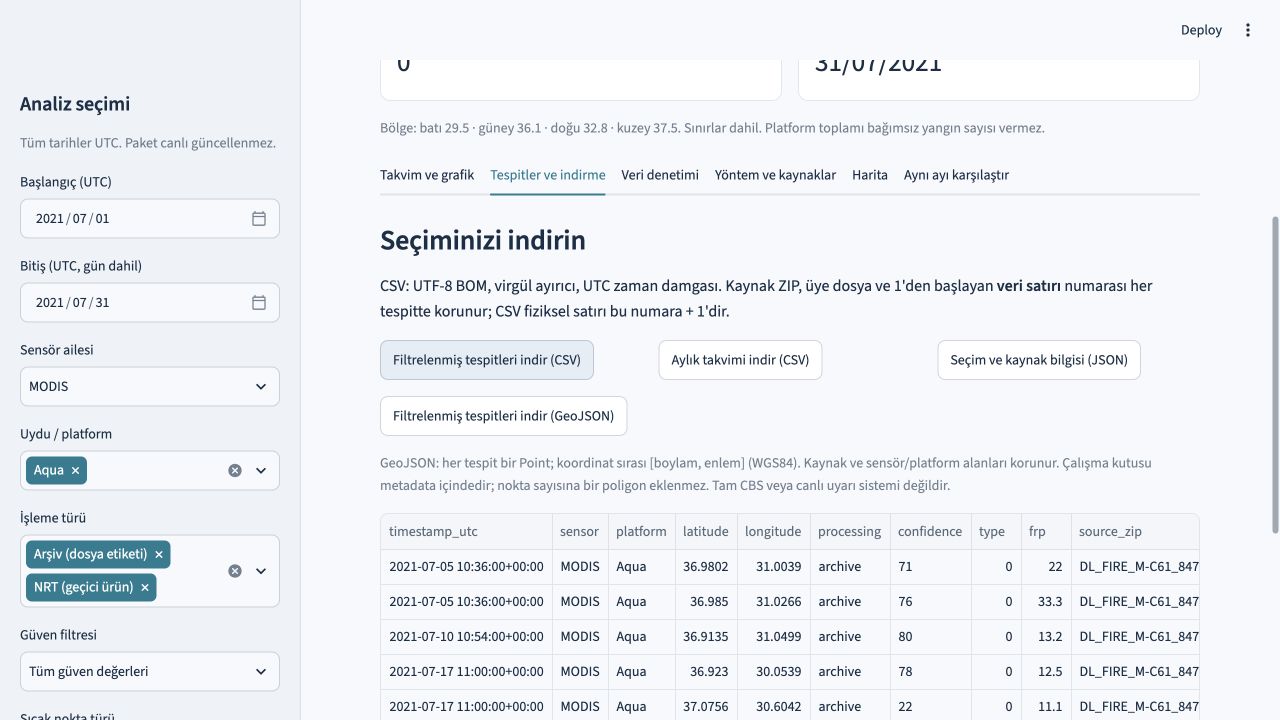 Deploy
Analiz seçimi
Tüm tarihler UTC. Paket canlı güncellenmez.
Başlangıç (UTC)
2021/07/01
Bitiş (UTC, gün dahil)
2021/07/31
Sensör ailesi
MODIS
Uydu / platform
Aqua
İşleme türü
Arşiv (dosya etiketi)
NRT (geçici ürün)
Güven filtresi
Tüm güven değerleri
Sıcak nokta türü
0
31/07/2021
Bölge: batı 29.5 · güney 36.1 · doğu 32.8 · kuzey 37.5. Sınırlar dahil. Platform toplamı bağımsız yangın sayısı vermez.
Takvim ve grafik Tespitler ve indirme Veri denetimi Yöntem ve kaynaklar Harita Aynı ayı karşılaştır
Seçiminizi indirin
CSV: UTF-8 BOM, virgül ayırıcı, UTC zaman damgası. Kaynak ZIP, üye dosya ve 1'den başlayan veri satırı numarası her
tespitte korunur; CSV fiziksel satırı bu numara + 1'dir.
Filtrelenmiş tespitleri indir (CSV) Aylık takvimi indir (CSV) Seçim ve kaynak bilgisi (JSON)
Filtrelenmiş tespitleri indir (GeoJSON)
GeoJSON: her tespit bir Point; koordinat sırası [boylam, enlem] (WGS84). Kaynak ve sensör/platform alanları korunur. Çalışma kutusu
metadata içindedir; nokta sayısına bir poligon eklenmez. Tam CBS veya canlı uyarı sistemi değildir.
timestamp_utc sensor platform latitude longitude processing confidence type frp source_zip
2021-07-05 10:36:00+00:00 MODIS Aqua 36.9802 31.0039 archive 71 0 22 DL_FIRE_M-C61_847
2021-07-05 10:36:00+00:00 MODIS Aqua 36.985 31.0266 archive 76 0 33.3 DL_FIRE_M-C61_847
2021-07-10 10:54:00+00:00 MODIS Aqua 36.9135 31.0499 archive 80 0 13.2 DL_FIRE_M-C61_847
2021-07-17 11:00:00+00:00 MODIS Aqua 36.923 30.0539 archive 78 0 12.5 DL_FIRE_M-C61_847
2021-07-17 11:00:00+00:00 MODIS Aqua 37.0756 30.6042 archive 22 0 11.1 DL_FIRE_M-C61_847